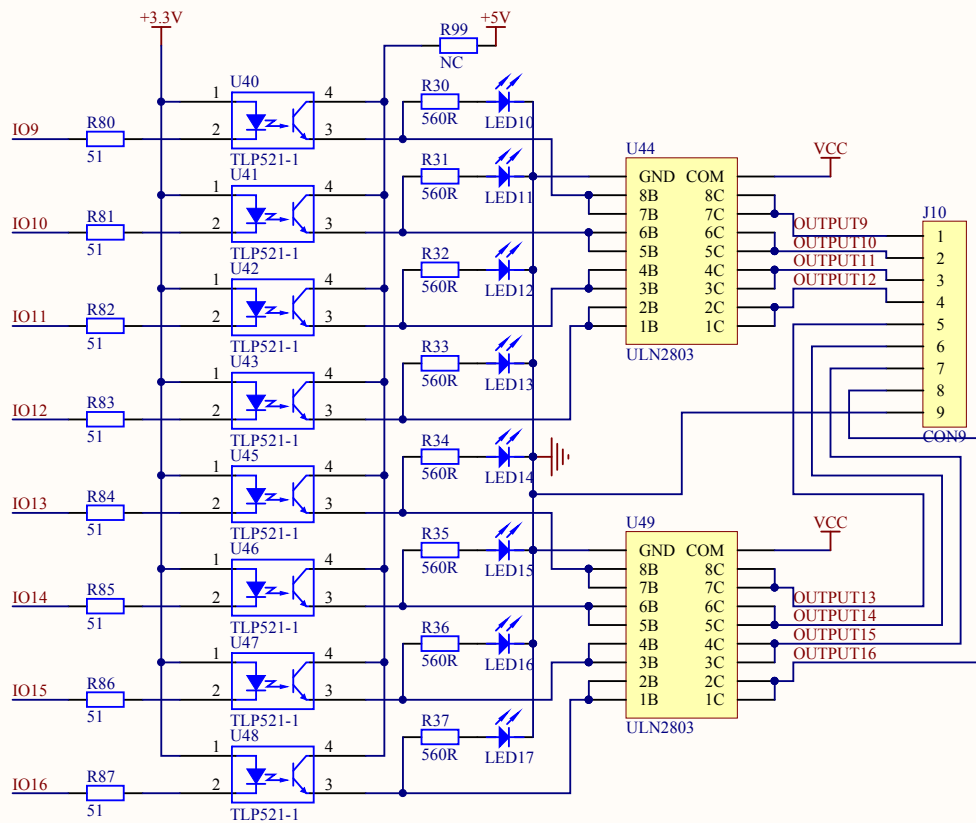 +3.3V
+5V
R99
NC
U40
1
4
2
3
TLP521-1
IO9
R80
51
R30
560R
LED10
U41
1
4
2
3
TLP521-1
IO10
R81
51
R31
560R
LED11
U42
1
4
2
3
TLP521-1
IO11
R82
51
R32
560R
LED12
U43
1
4
2
3
TLP521-1
IO12
R83
51
R33
560R
LED13
U45
1
4
2
3
TLP521-1
IO13
R84
51
R34
560R
LED14
U46
1
4
2
3
TLP521-1
IO14
R85
51
R35
560R
LED15
U47
1
4
2
3
TLP521-1
IO15
R86
51
R36
560R
LED16
U48
1
4
2
3
TLP521-1
IO16
R87
51
R37
560R
LED17
U44
GND COM
8B 8C
7B 7C
6B 6C
5B 5C
4B 4C
3B 3C
2B 2C
1B 1C
ULN2803
VCC
OUTPUT9
OUTPUT10
OUTPUT11
OUTPUT12
J10
1
2
3
4
5
6
7
8
9
CON9
U49
GND COM
8B 8C
7B 7C
6B 6C
5B 5C
4B 4C
3B 3C
2B 2C
1B 1C
ULN2803
VCC
OUTPUT13
OUTPUT14
OUTPUT15
OUTPUT16